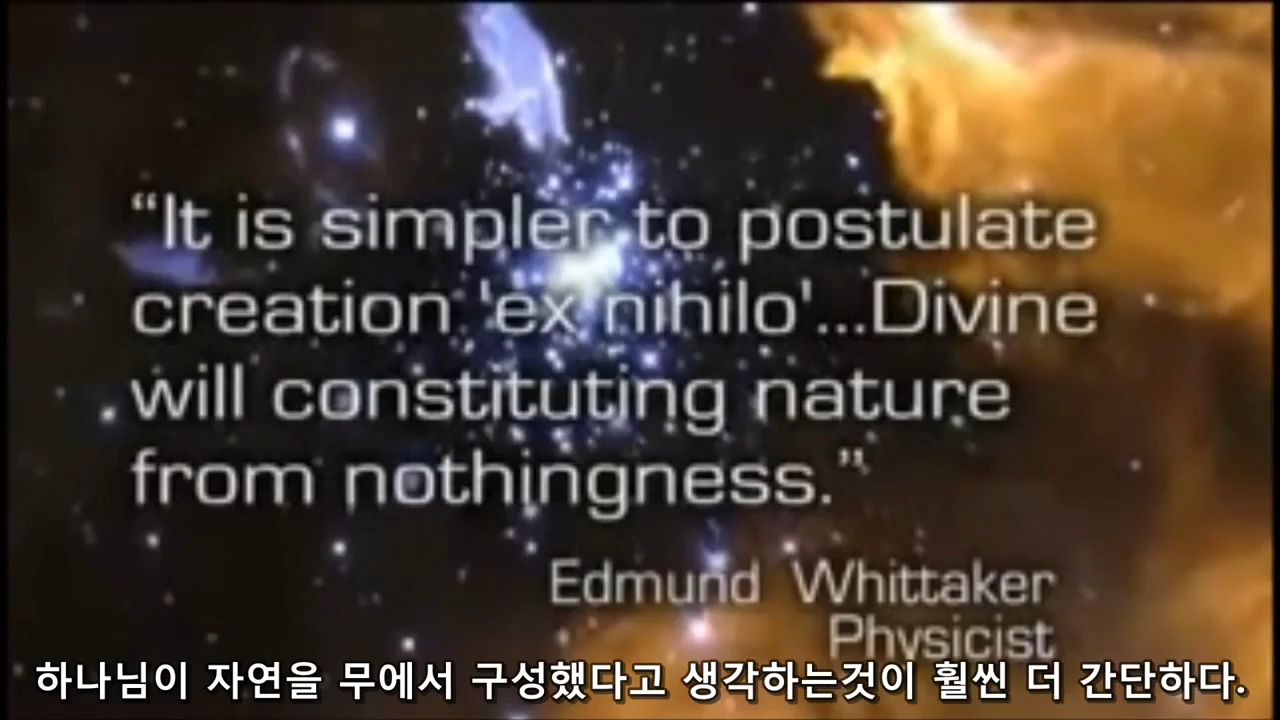 “It is simpler to postulate
creation 'ex nihilo'...Divine
will constituting nature
from nothingness.”
Edmund Whittaker
Physicist
하나님이 자연을 무에서 구성했다고 생각하는것이 훨씬 더 간단하다.